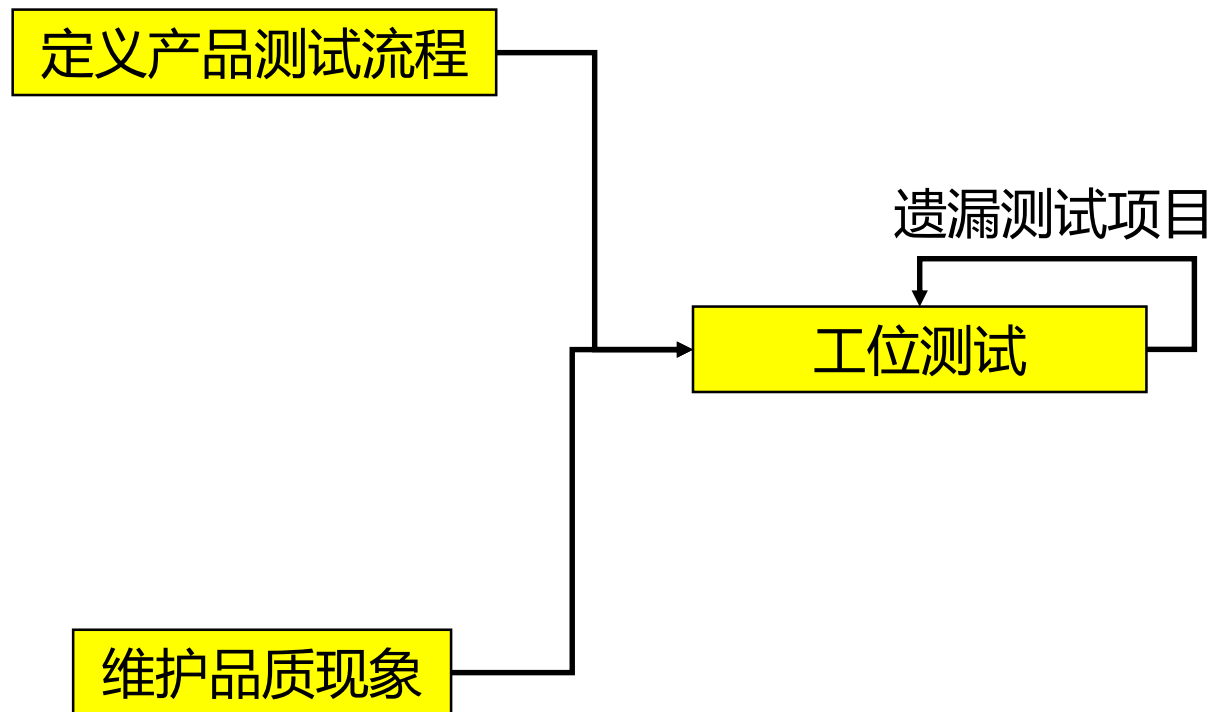 定义产品测试流程
遗漏测试项目
工位测试
维护品质现象